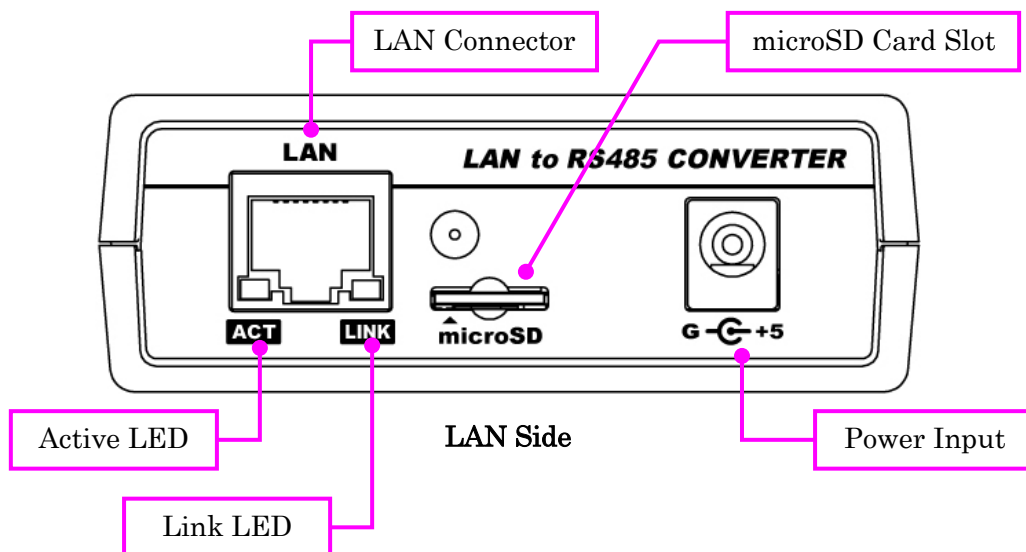 LAN Connector
microSD Card Slot
LAN
LAN to RS485 CONVERTER
ACT
LINK
microSD
G +5
Active LED
LAN Side
Power Input
Link LED